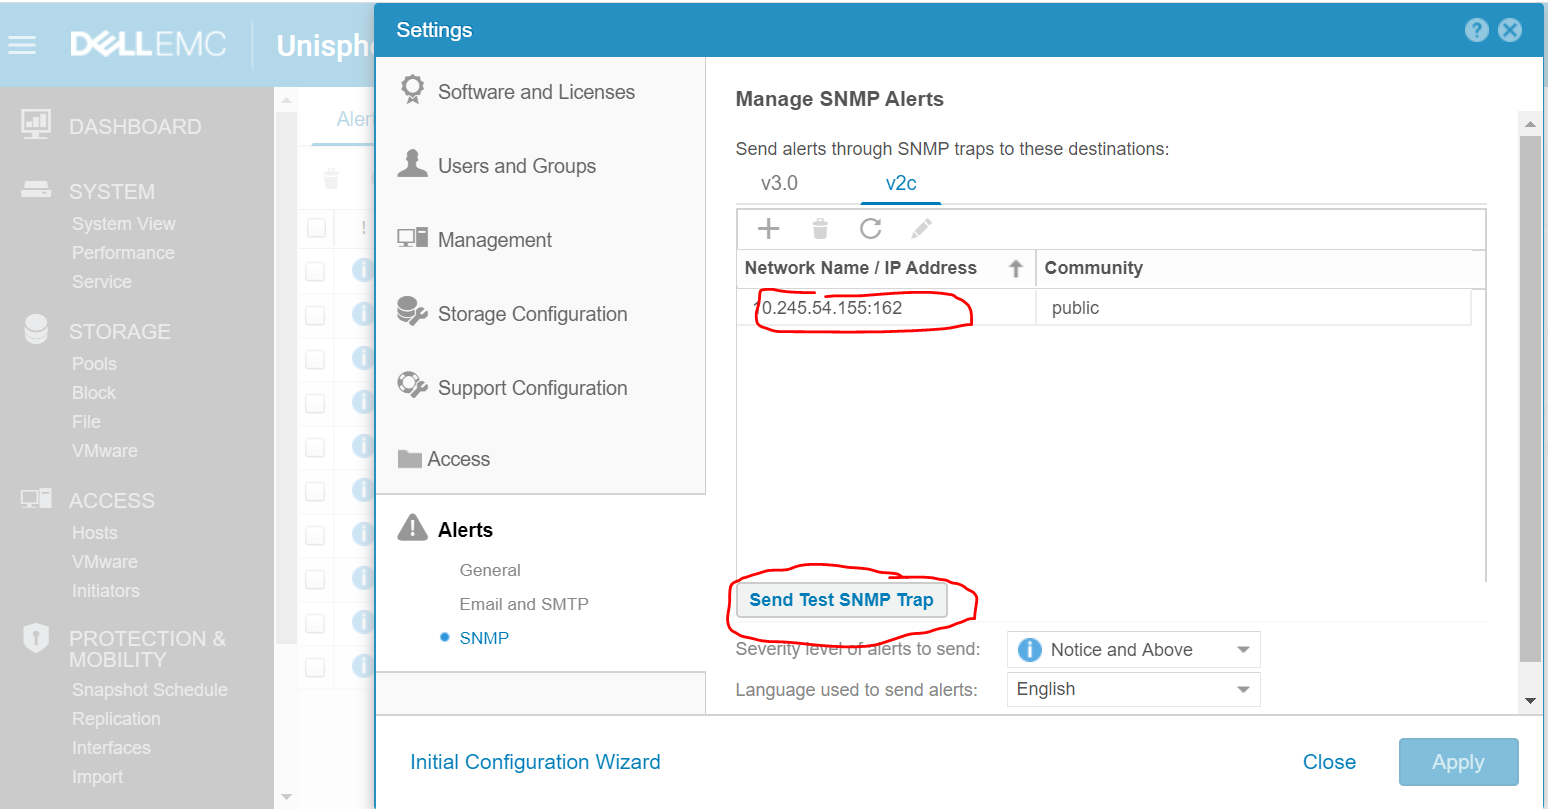 DELLEMC
Unisph
DASHBOARD
SYSTEM
System View
Performance
Service
STORAGE
Pools
Block
File
VMware
ACCESS
Hosts
VMware
Initiators
PROTECTION &
MOBILITY
Snapshot Schedule
Replication
Interfaces
Import
Aler
!
Settings
?
Software and Licenses
Users and Groups
Management
Storage Configuration
Support Configuration
Access
Alerts
General
Email and SMTP
SNMP
Manage SNMP Alerts
Send alerts through SNMP traps to these destinations:
v3.0 v2c
Network Name / IP Address Community
10.245.54.155:162 public
Send Test SNMP Trap
Severity level of alerts to send: Notice and Above
Language used to send alerts: English
Initial Configuration Wizard Close Apply